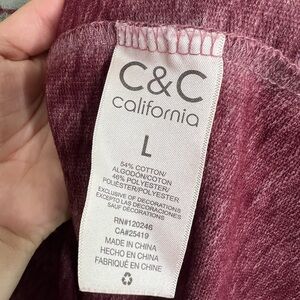 C&C
california
L
54% COTTON/
ALGODÓN/COTON
46% POLYESTER/
POLIÉSTER/POLYESTER
EXCLUSIVE OF DECORATIONS
EXCEPTO LAS DECORACIONES
SAUF DÉCORATIONS
RN#120246
CA#25419
MADE IN CHINA
HECHO EN CHINA
FABRIQUÉ EN CHINE